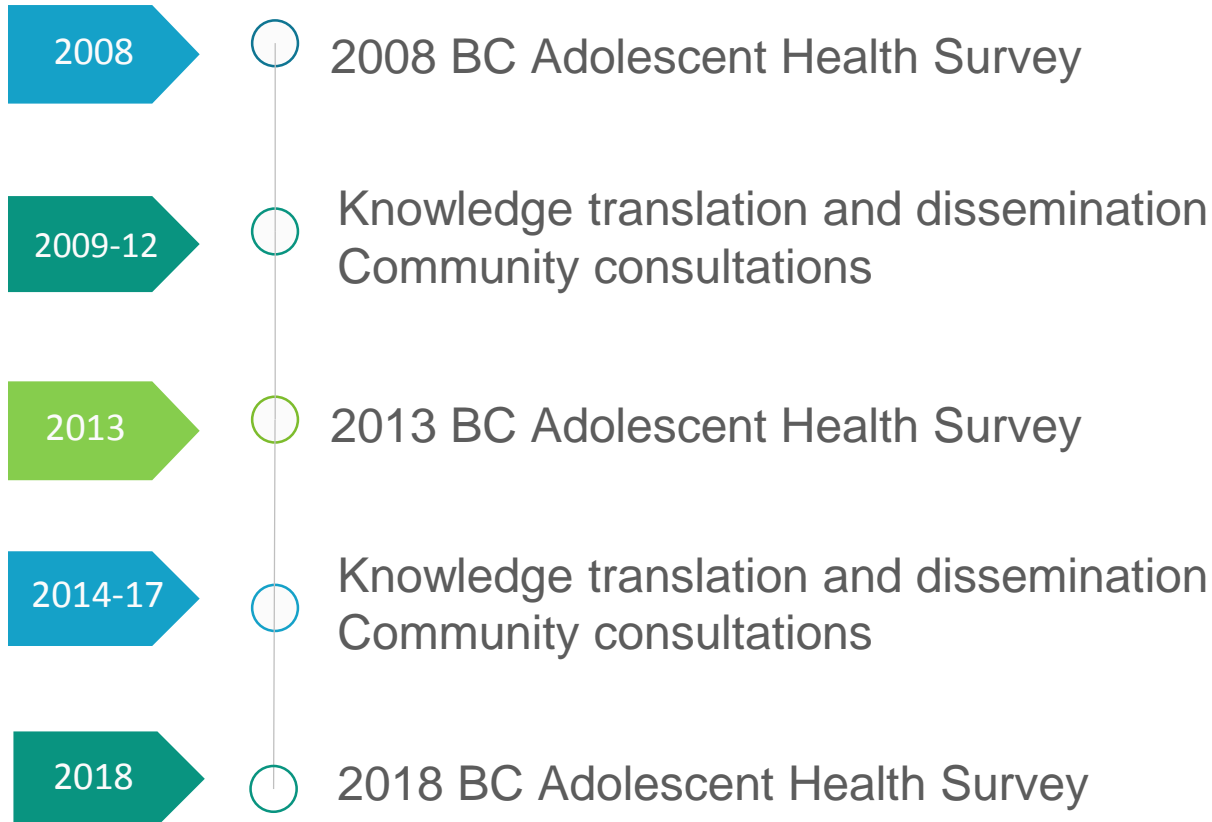 2008
2008 BC Adolescent Health Survey
2009-12
Knowledge translation and dissemination
Community consultations
2013
2013 BC Adolescent Health Survey
2014-17
Knowledge translation and dissemination
Community consultations
2018
2018 BC Adolescent Health Survey